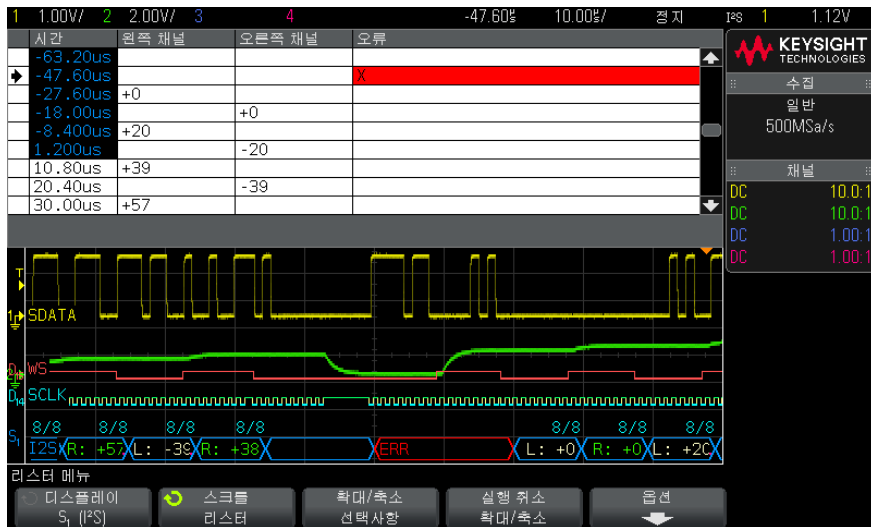 1 1.00V/ 2 2.00V/ 3 4 -47.60us 10.00us/ 정지 I²S 1 1.12V
시간 왼쪽 채널 오른쪽 채널 오류
-63.20us
-47.60us X
-27.60us +0
-18.00us +0
-8.400us +20
1.200us -20
10.80us +39
20.40us -39
30.00us +57
KEYSIGHT
TECHNOLOGIES
수집
일반
500MSa/s
채널
DC 10.0:1
DC 10.0:1
DC 1.00:1
DC 1.00:1
T
1 SDATA
WS
D14 SCLK
8/8 8/8 8/8 8/8 8/8 8/8 8/8
S1 I2S R: +57 L: -39 R: +38 ERR L: +0 R: +0 L: +20
리스터 메뉴
디스플레이 스크롤 확대/축소 실행 취소 옵션
S1 (I²S) 리스터 선택사항 확대/축소